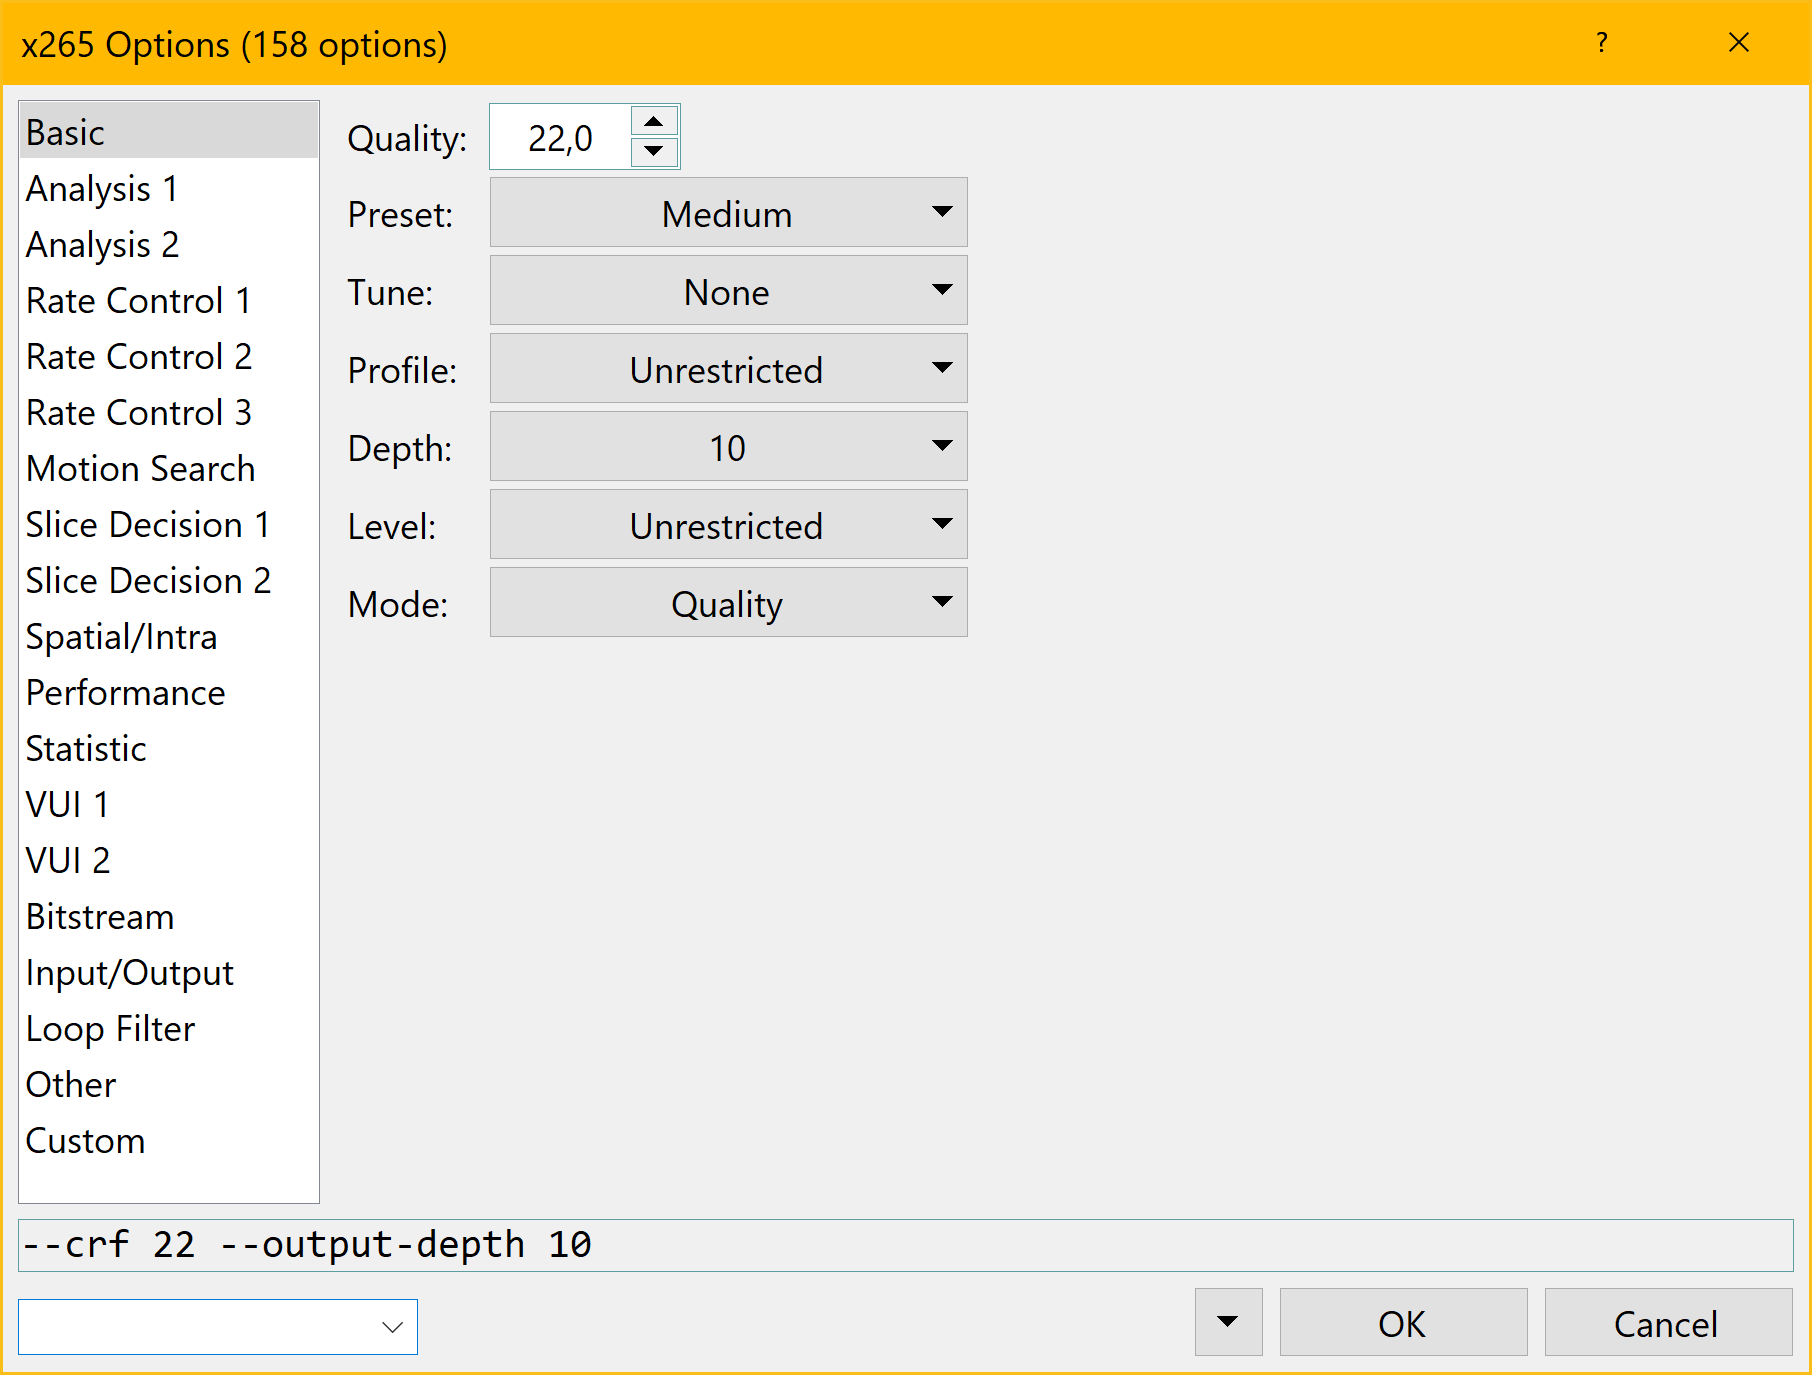 x265 Options (158 options)
?
Basic
Analysis 1
Analysis 2
Rate Control 1
Rate Control 2
Rate Control 3
Motion Search
Slice Decision 1
Slice Decision 2
Spatial/Intra
Performance
Statistic
VUI 1
VUI 2
Bitstream
Input/Output
Loop Filter
Other
Custom
Quality: 22,0
Preset: Medium
Tune: None
Profile: Unrestricted
Depth: 10
Level: Unrestricted
Mode: Quality
--crf 22 --output-depth 10
OK
Cancel